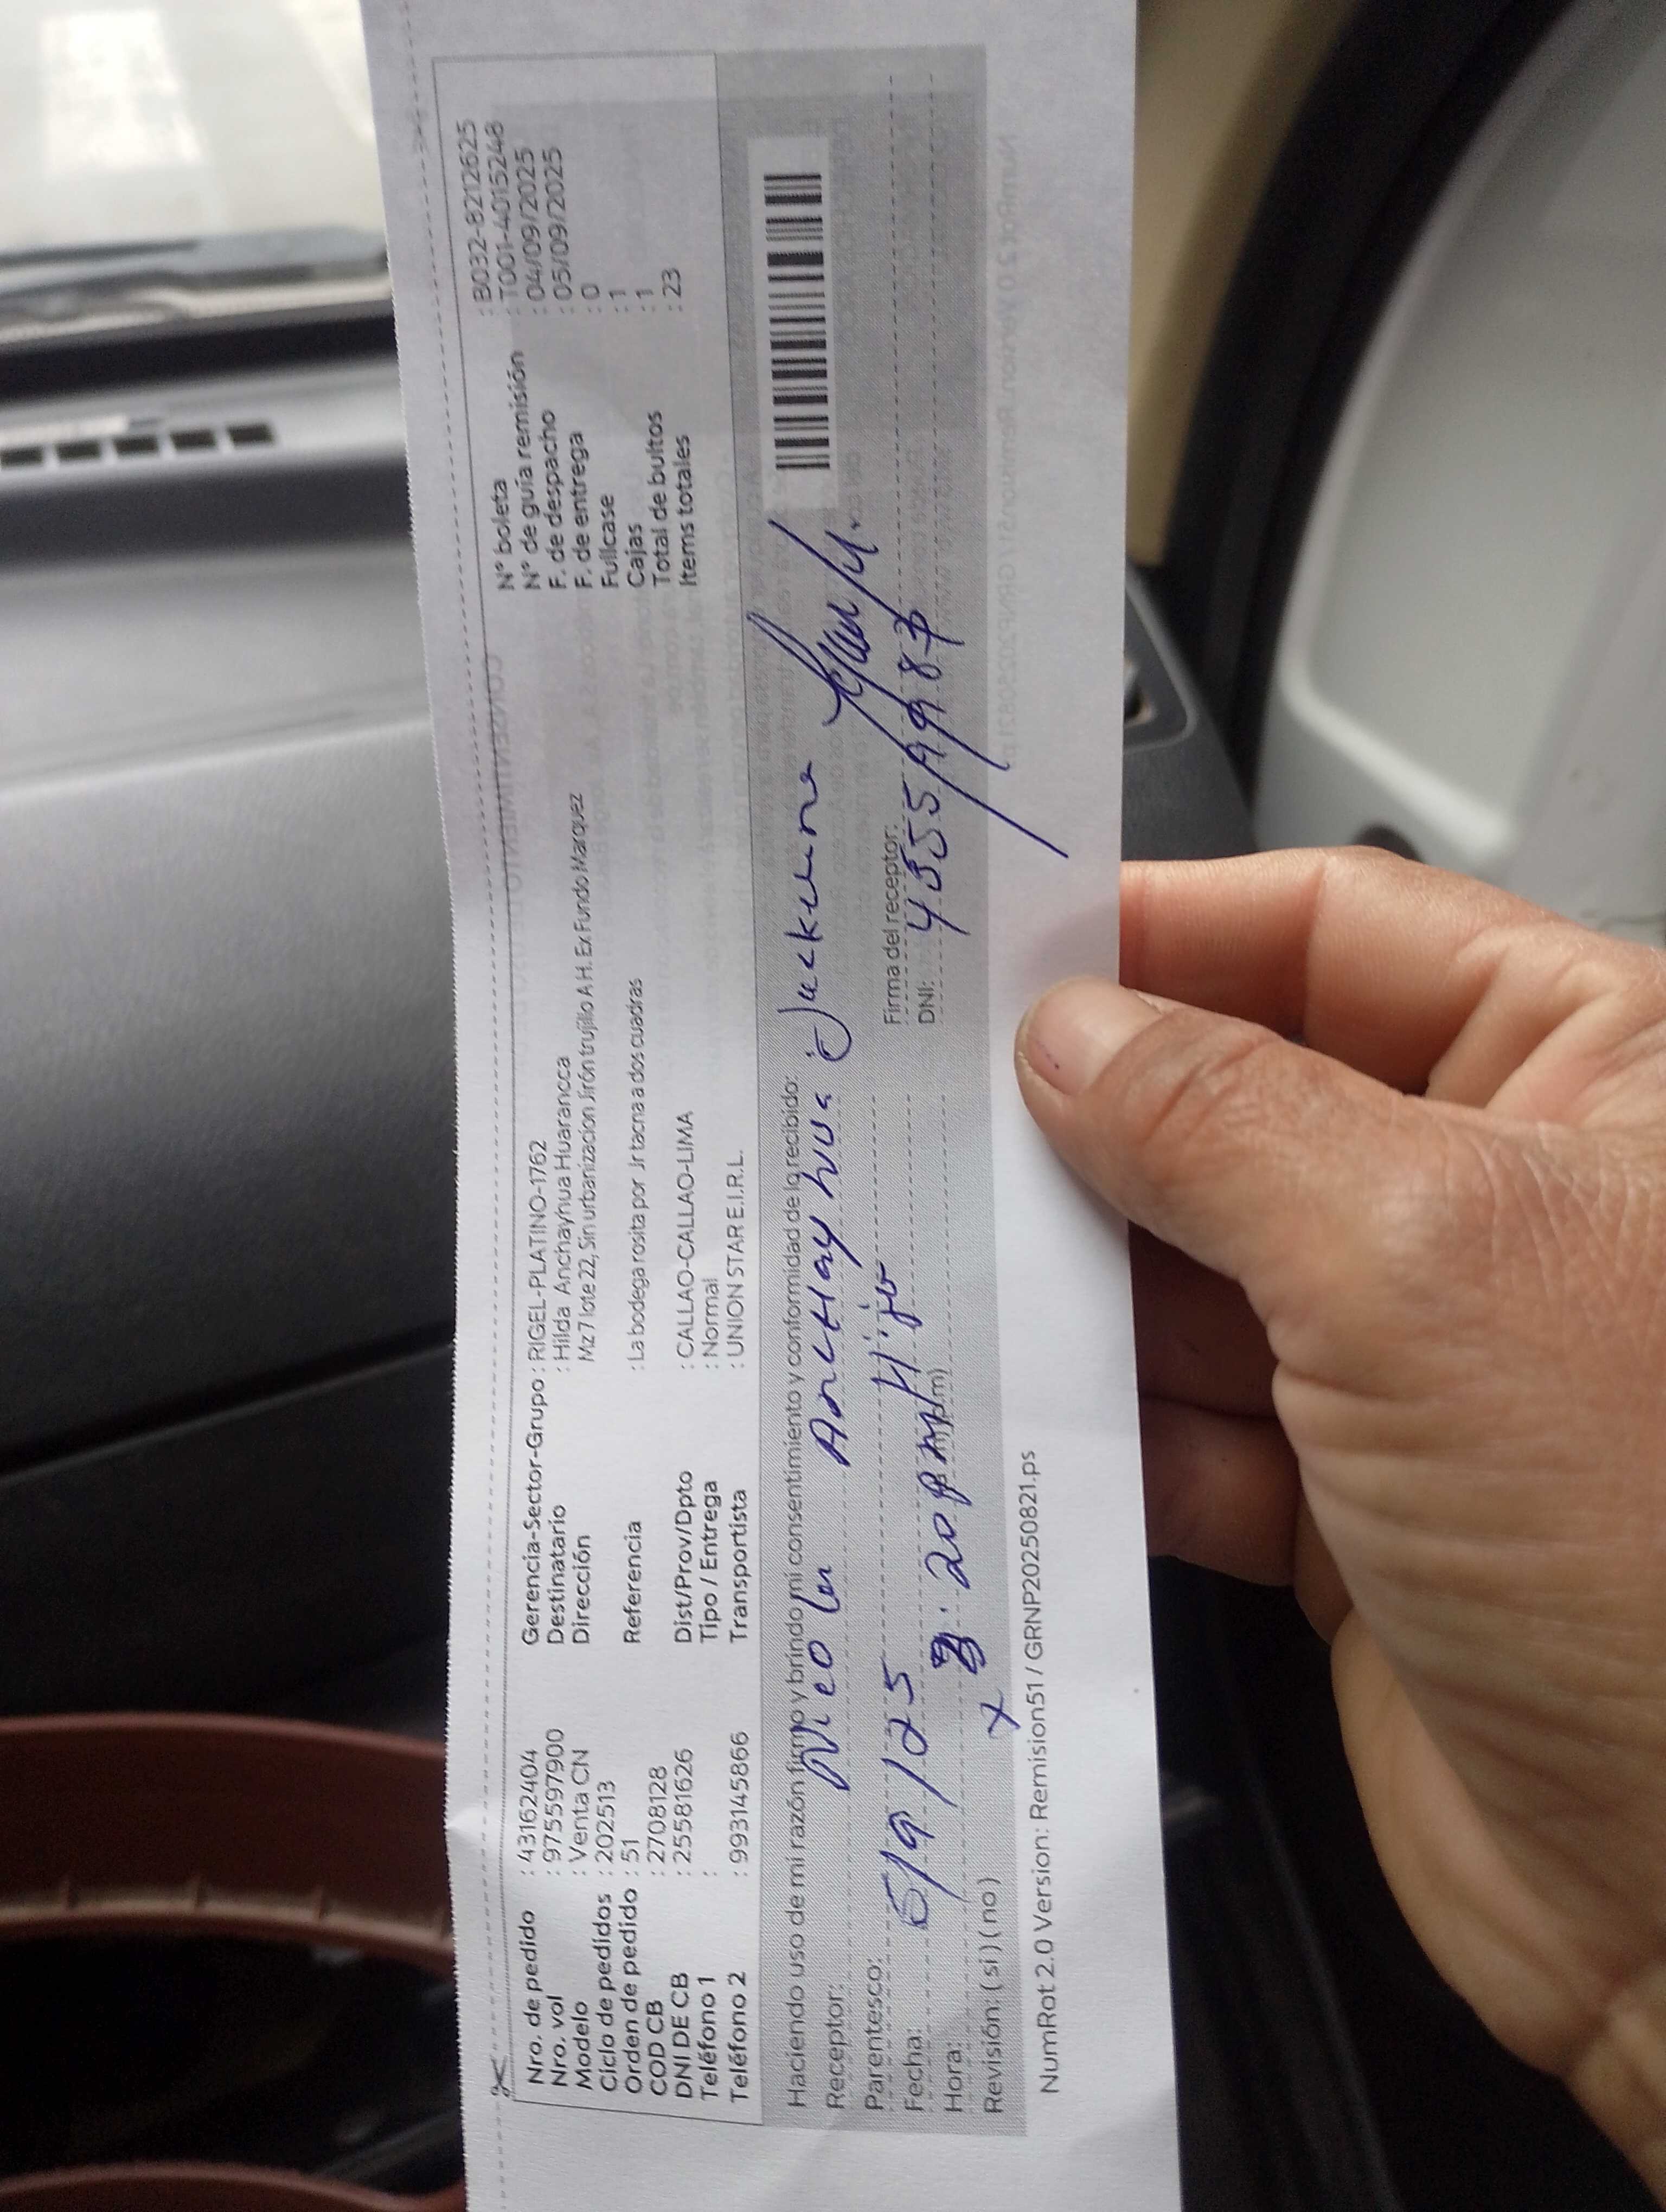 Nro. de pedido : 43162404
Nro. vol : 975597900
Modelo : Venta CN
Ciclo de pedidos : 202513
Orden de pedido : 51
COD CB : 2708128
DNI DE CB : 25581626
Teléfono 1 :
Teléfono 2 : 993145866
Gerencia-Sector-Grupo : RIGEL-PLATINO-1762
Destinatario : Hilda Anchayhua Huarancca
Dirección Mz 7 lote 22, Sin urbanizacion Jirón trujillo A H. Ex Fundo Marquez
Referencia : La bodega rosita por Jr tacna a dos cuadras
Dist/Prov/Dpto : CALLAO-CALLAO-LIMA
Tipo / Entrega : Normal
Transportista : UNION STAR E.I.R.L.
N° boleta : B032-8212625
N° de guía remisión : T001-4015248
F. de despacho : 04/09/2025
F. de entrega : 05/09/2025
Fullcase : 0
Cajas : 1
Total de bultos : 1
Items totales : 23
Haciendo uso de mi razón firmo y brindo mi consentimiento y conformidad de lo recibido:
Receptor: Anchayhua
Parentesco: Hijo
Fecha: 5/9/25
Hora: 20 pm
Revisión: (si) (no) x
Firma del receptor:
DNI:
NumRot 2.0 Version: Remision51 / GRNP20250821.ps